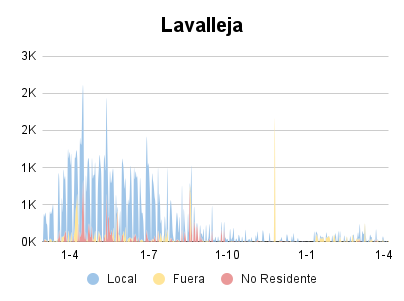 Lavalleja
3K
2K
2K
1K
1K
0K
1-4 1-7 1-10 1-1 1-4
Local Fuera No Residente